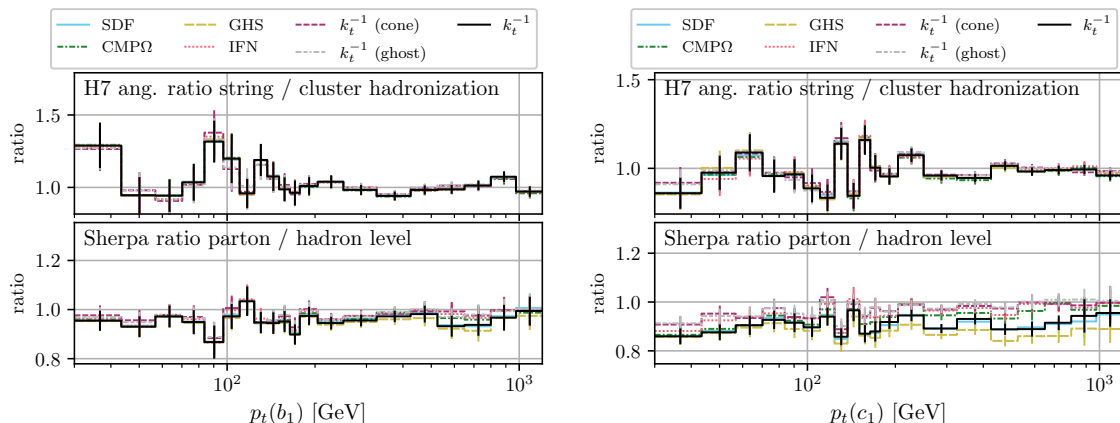 SDF GHS $k_t^{-1}$ (cone) $k_t^{-1}$
CMPΩ IFN $k_t^{-1}$ (ghost)
H7 ang. ratio string / cluster hadronization
1.5
1.0
ratio
Sherpa ratio parton / hadron level
1.2
1.0
0.8
ratio
$10^2$ $10^3$
$p_t(b_1)$ [GeV]
SDF GHS $k_t^{-1}$ (cone) $k_t^{-1}$
CMPΩ IFN $k_t^{-1}$ (ghost)
H7 ang. ratio string / cluster hadronization
1.5
1.0
ratio
Sherpa ratio parton / hadron level
1.2
1.0
0.8
ratio
$10^2$ $10^3$
$p_t(c_1)$ [GeV]